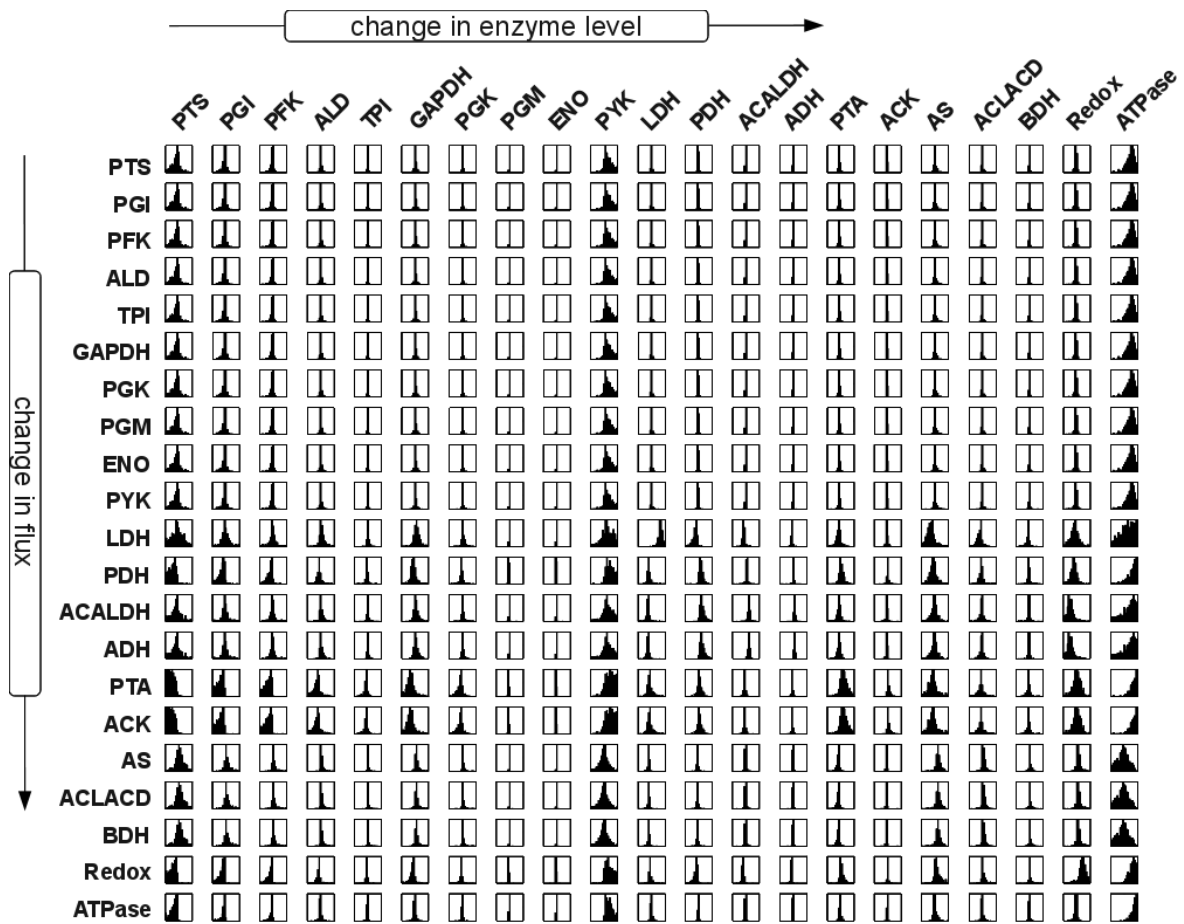 change in enzyme level
PTS PGI PFK ALD TPI GAPDH PGK PGM ENO PYK LDH PDH ACALDH ADH PTA ACK AS ACLACD BDH Redox ATPase
change in flux
PTS
PGI
PFK
ALD
TPI
GAPDH
PGK
PGM
ENO
PYK
LDH
PDH
ACALDH
ADH
PTA
ACK
AS
ACLACD
BDH
Redox
ATPase